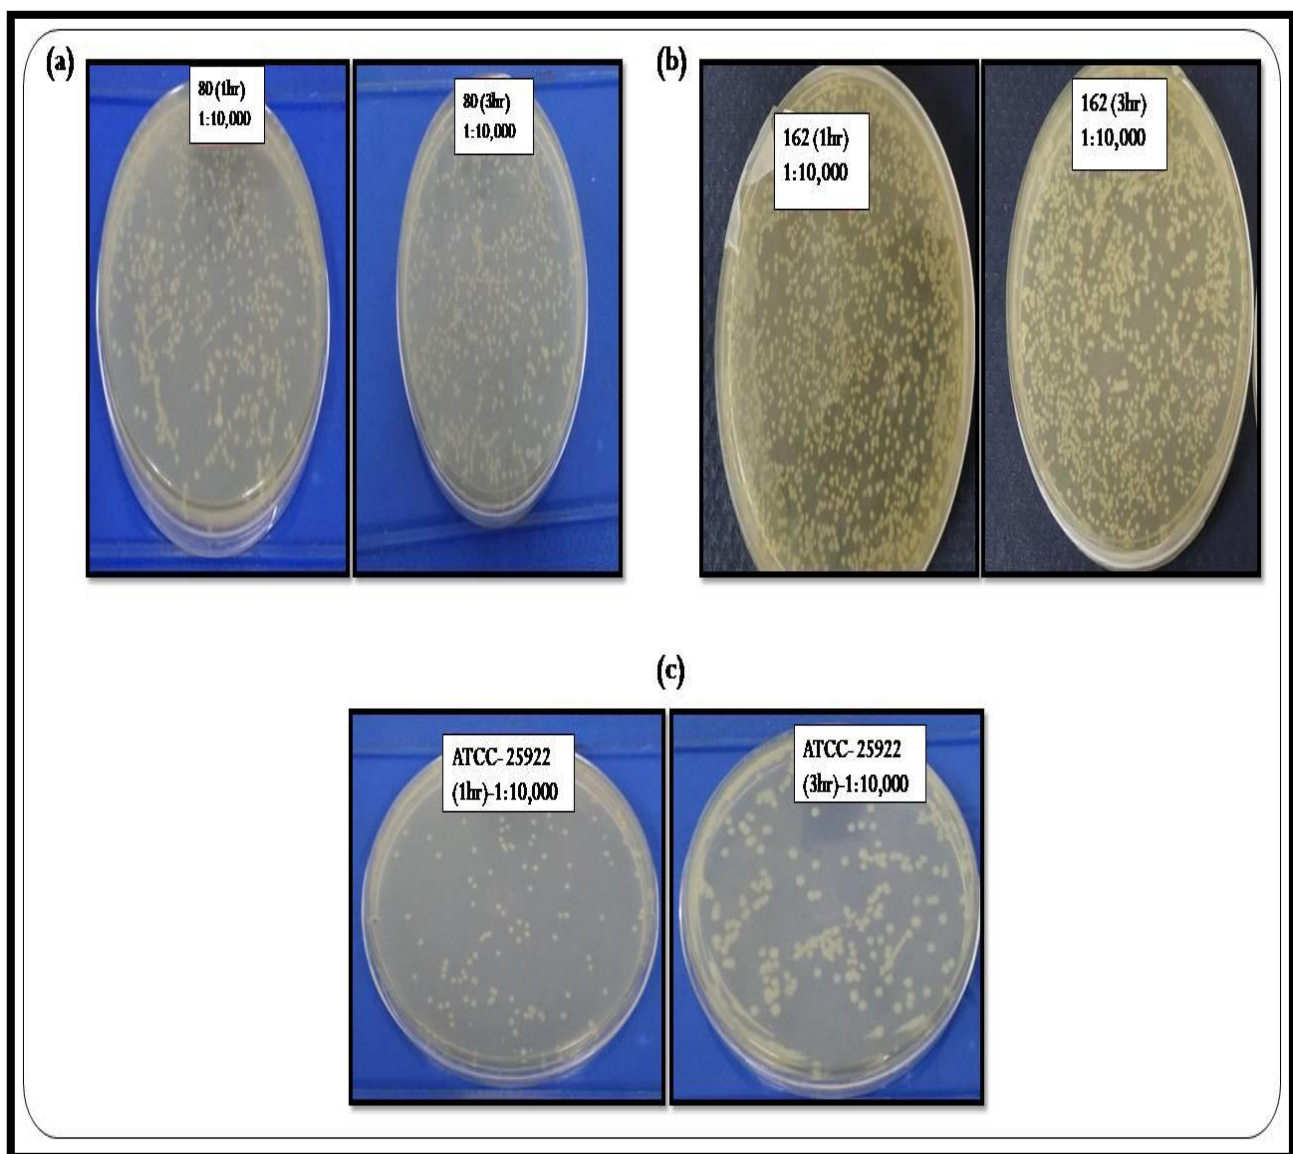 (a)
80 (1hr)
1:10,000
80 (3hr)
1:10,000
(b)
162 (1hr)
1:10,000
162 (3hr)
1:10,000
(c)
ATCC- 25922
(1hr)-1:10,000
ATCC- 25922
(3hr)-1:10,000